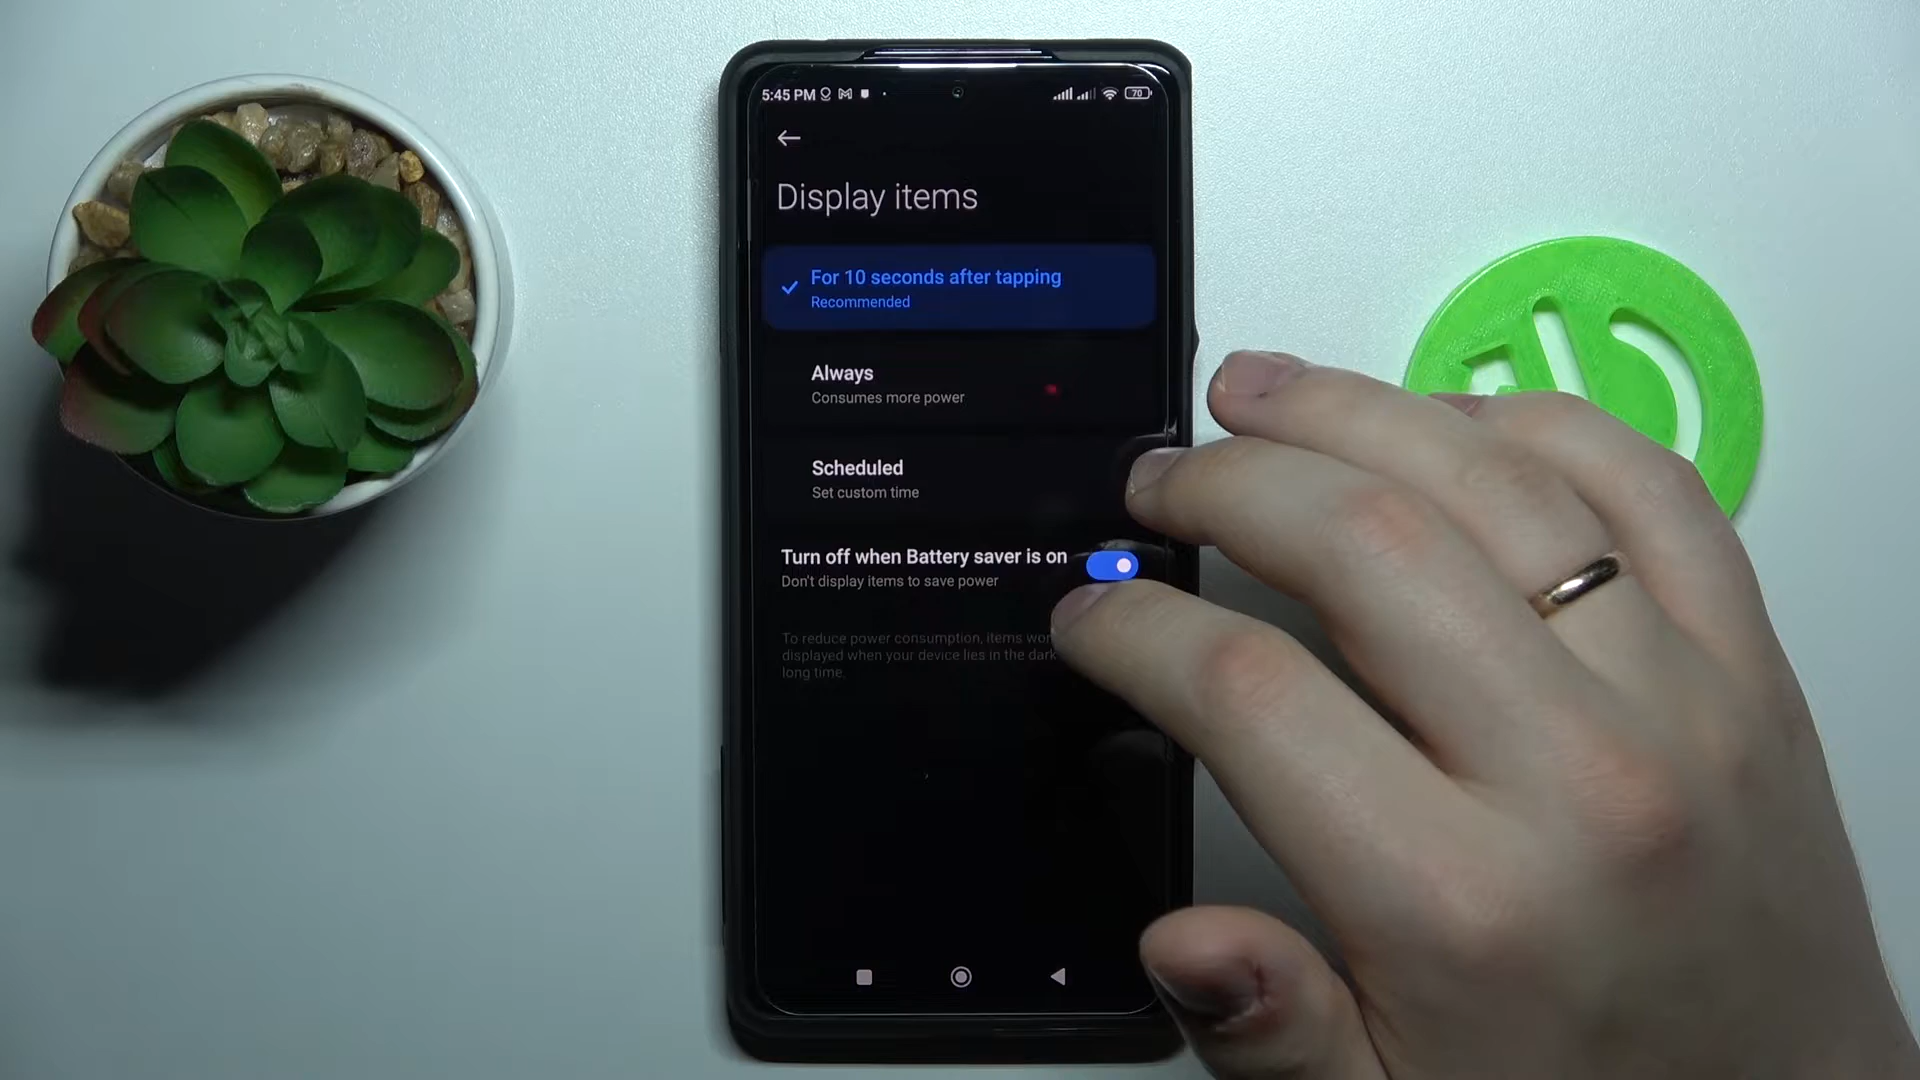 5:45 PM
70
Display items
For 10 seconds after tapping
Recommended
Always
Consumes more power
Scheduled
Set custom time
Turn off when Battery saver is on
Don't display items to save power
To reduce power consumption, items
displayed when your device lies in the dark
long time.